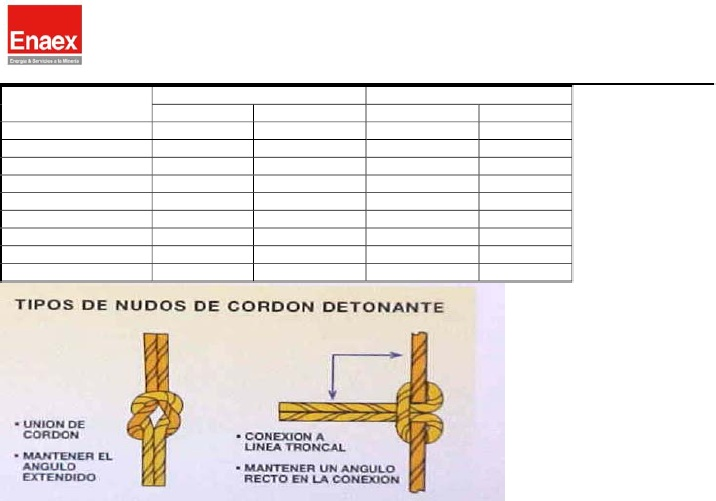 Enaex
Energía & Servicios a la Minería
TIPOS DE NUDOS DE CORDON DETONANTE
• UNION DE
CORDON
• MANTENER EL
ANGULO
EXTENDIDO
• CONEXION A
LINEA TRONCAL
• MANTENER UN ANGULO
RECTO EN LA CONEXION